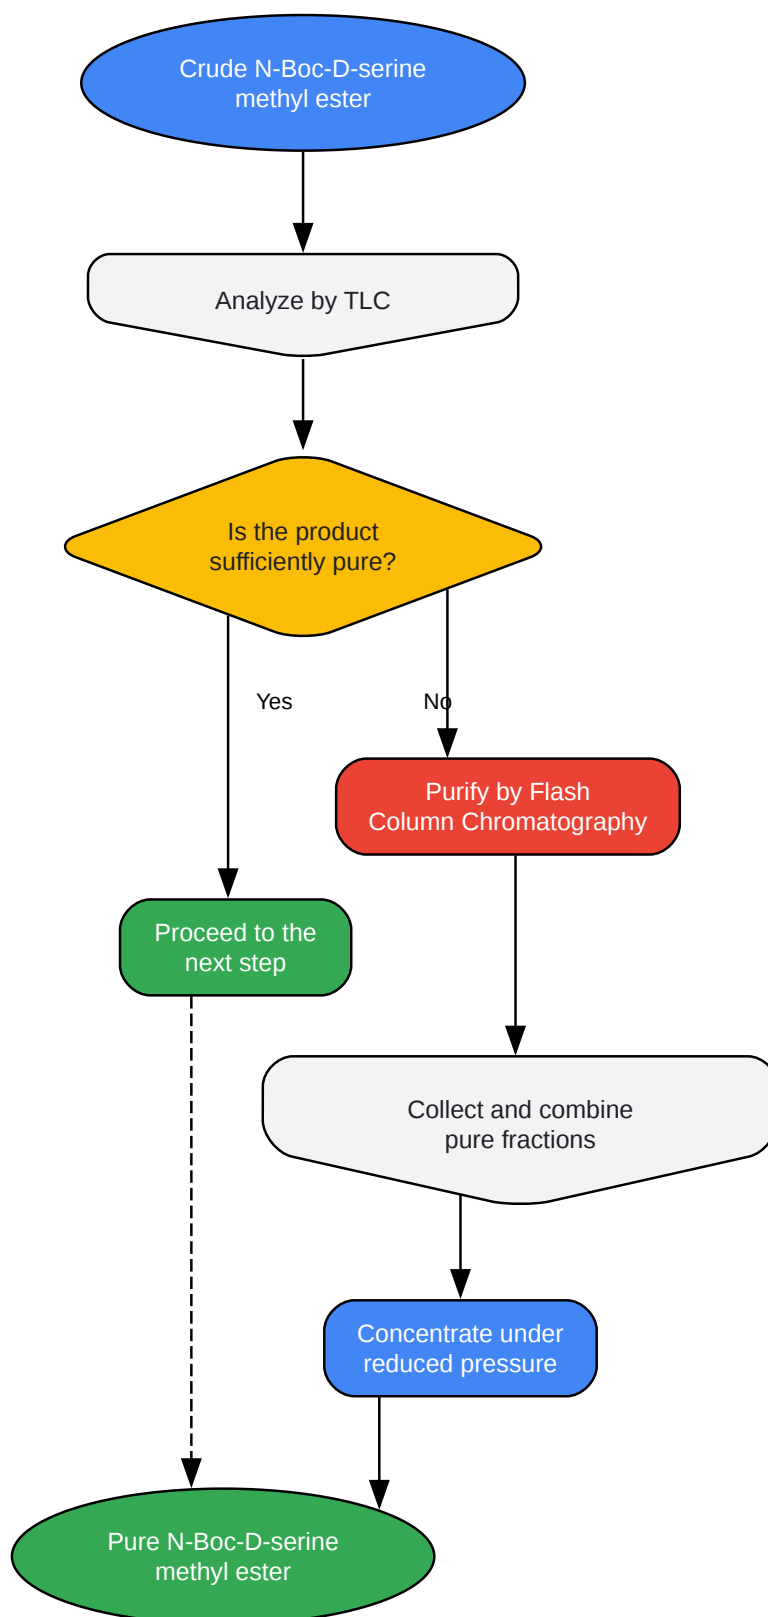 Crude N-Boc-D-serine
methyl ester
Analyze by TLC
Is the product
sufficiently pure?
Yes
No
Purify by Flash
Column Chromatography
Proceed to the
next step
Collect and combine
pure fractions
Concentrate under
reduced pressure
Pure N-Boc-D-serine
methyl ester